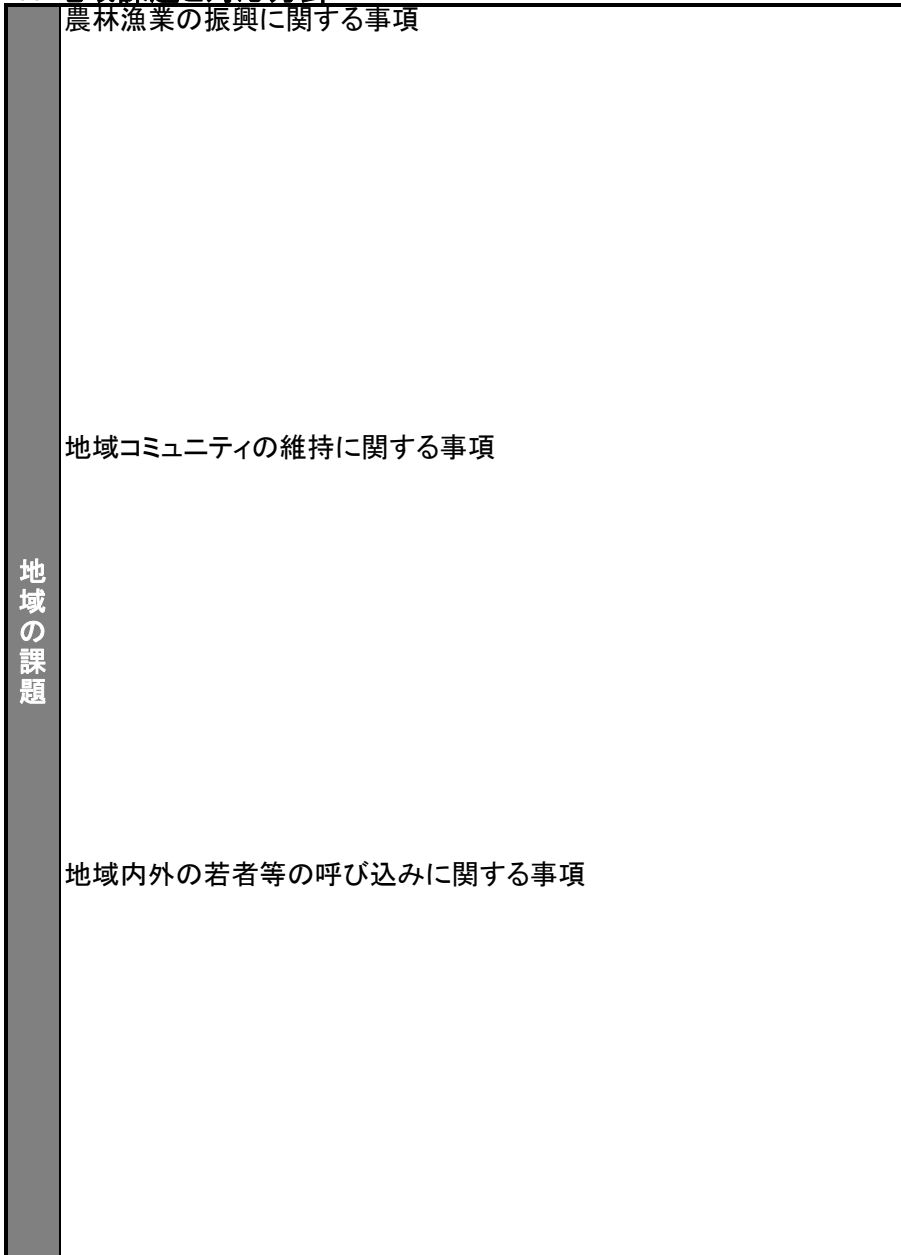 農林漁業の振興に関する事項
地域コミュニティの維持に関する事項
地域の課題
地域内外の若者等の呼び込みに関する事項